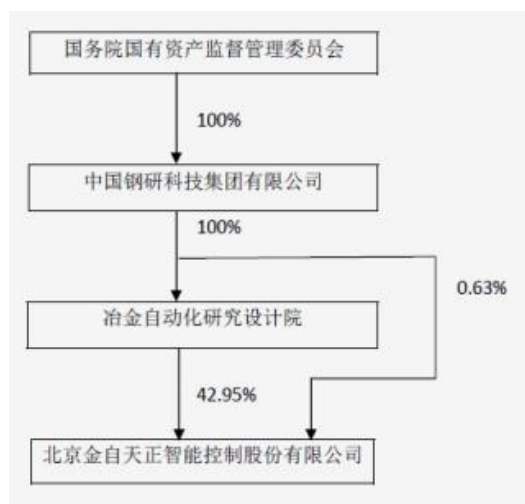 国务院国有资产监督管理委员会
100%
中国钢研科技集团有限公司
100%
0.63%
冶金自动化研究设计院
42.95%
北京金自天正智能控制股份有限公司